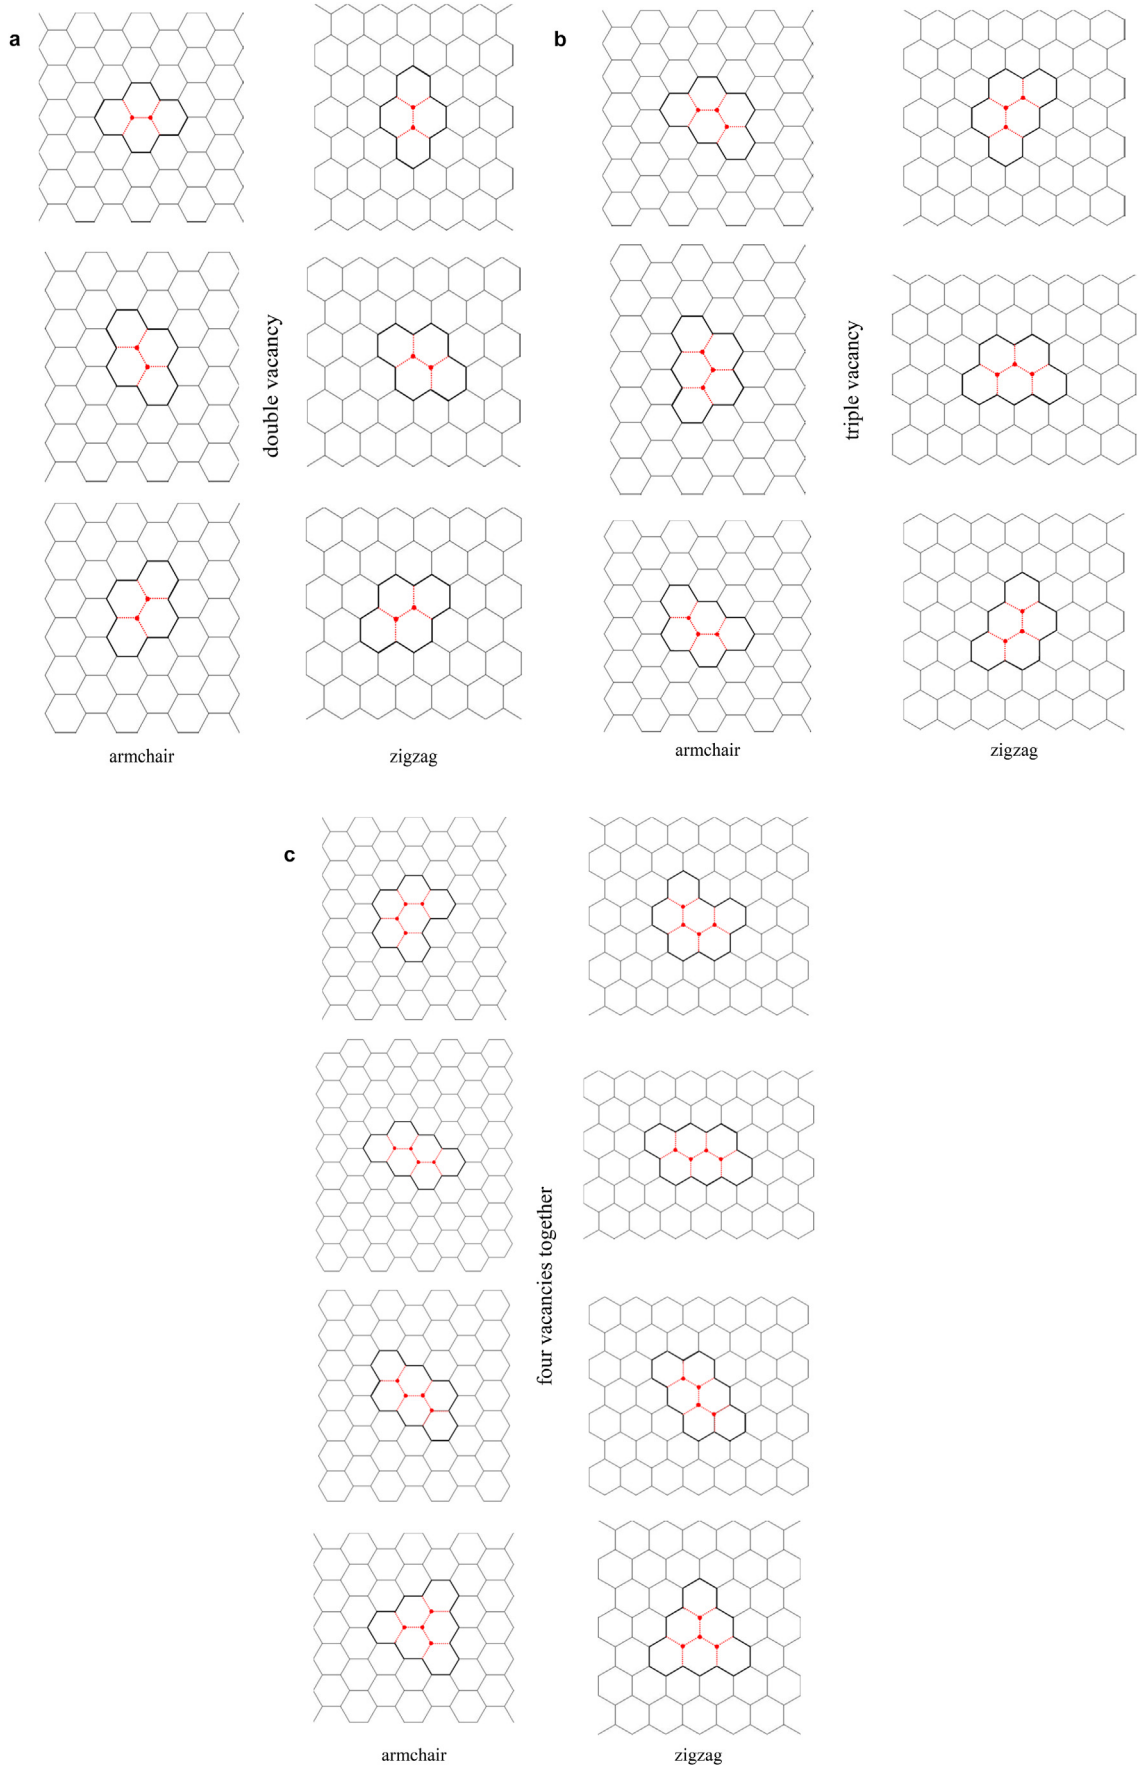 a
b
double vacancy
triple vacancy
armchair
zigzag
armchair
zigzag
c
four vacancies together
armchair
zigzag